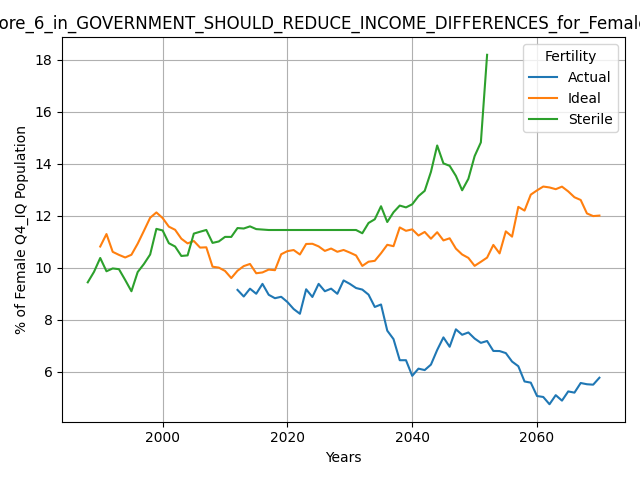 ore_6_in_GOVERNMENT_SHOULD_REDUCE_INCOME_DIFFERENCES_for_Female
Fertility
Actual
Ideal
Sterile
% of Female Q4_IQ Population
18
16
14
12
10
8
6
2000 2020 2040 2060
Years